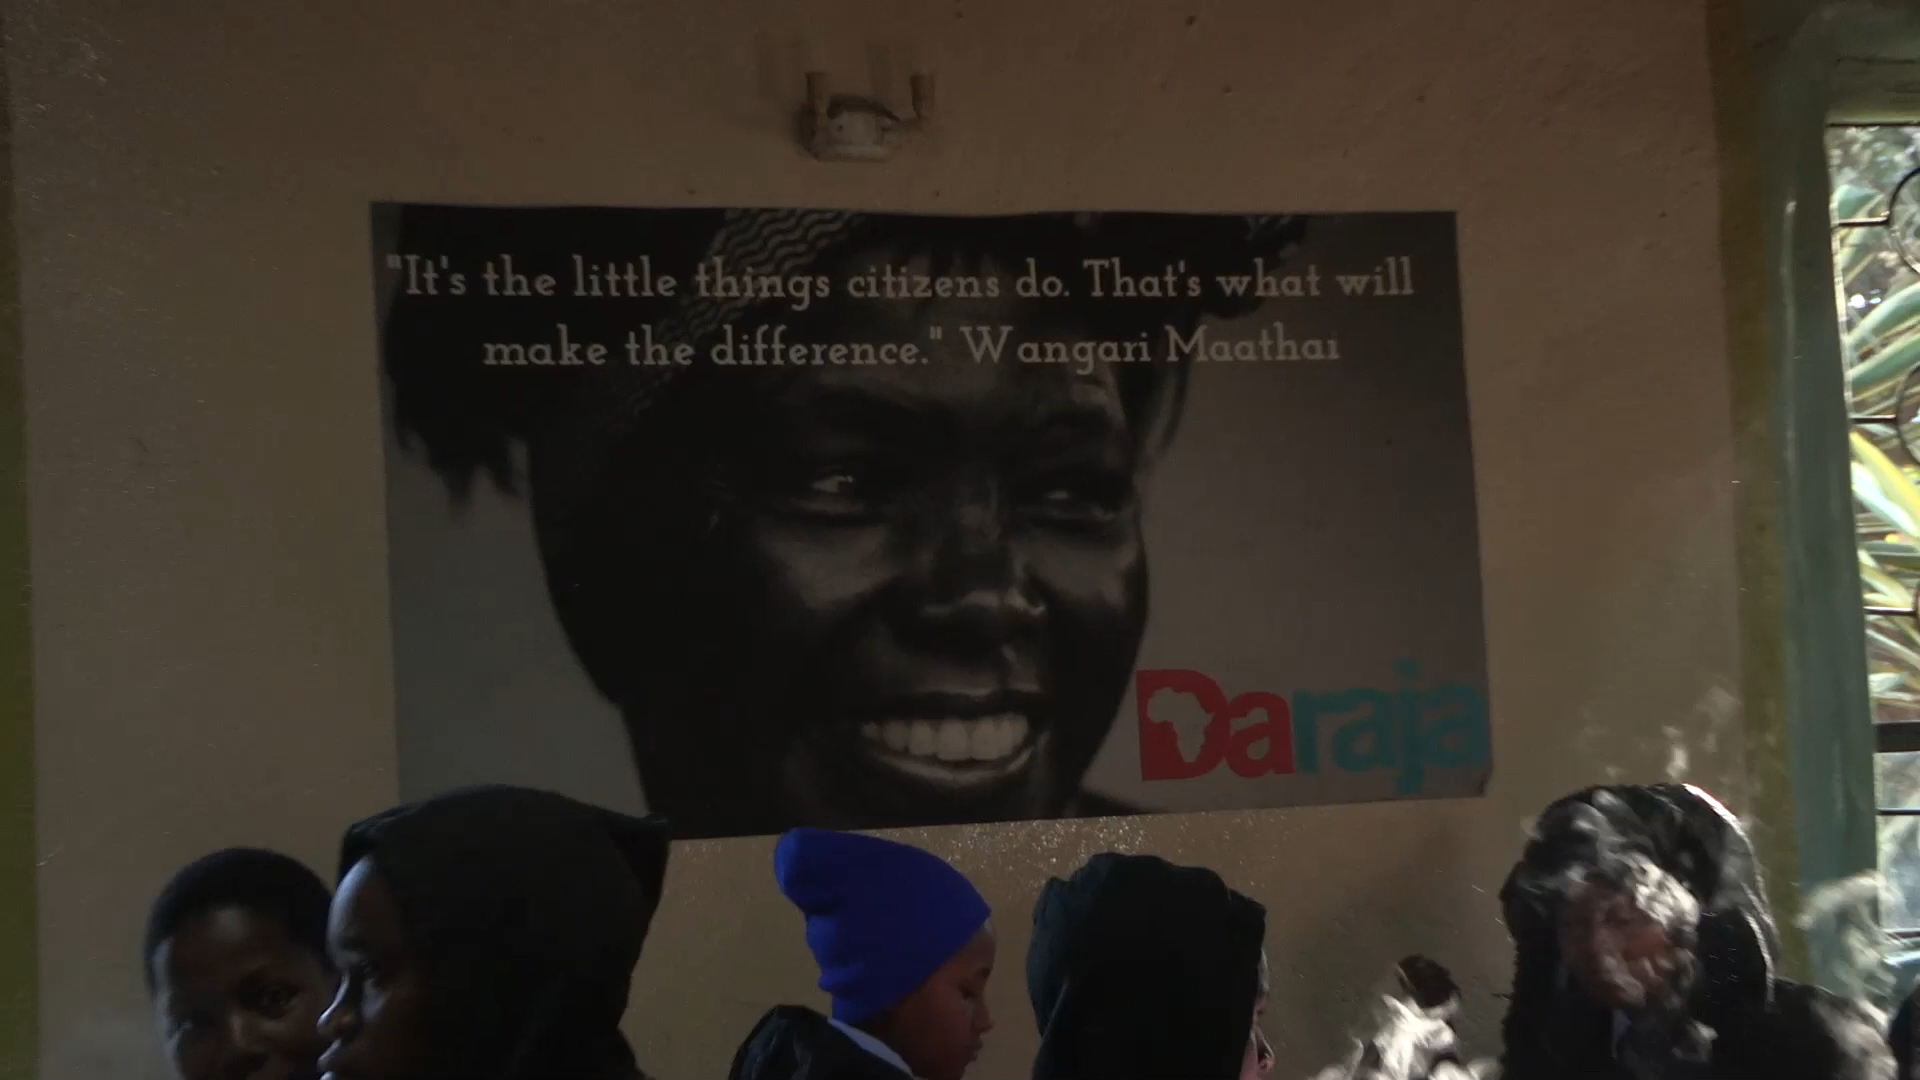 "It's the little things citizens do. That's what will
make the difference." Wangari Maathai
Daraja